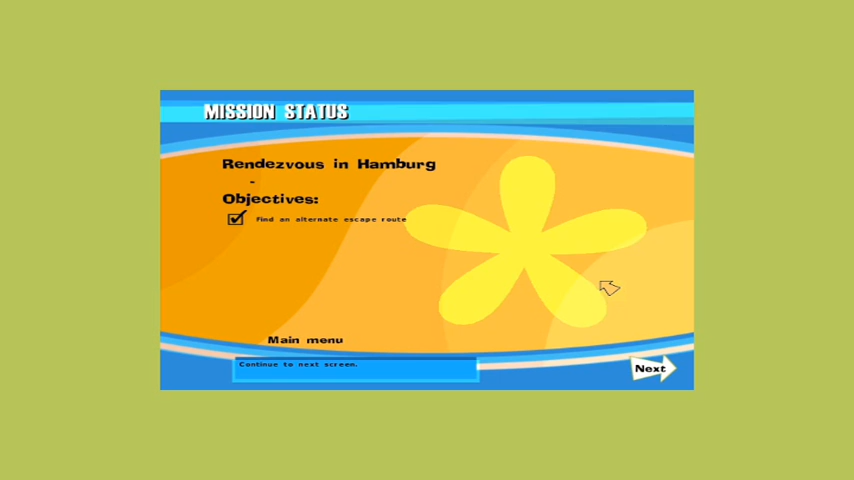 MISSION STATUS
Rendezvous in Hamburg
-
Objectives:
Find an alternate escape route
Main menu
Continue to next screen.
Next